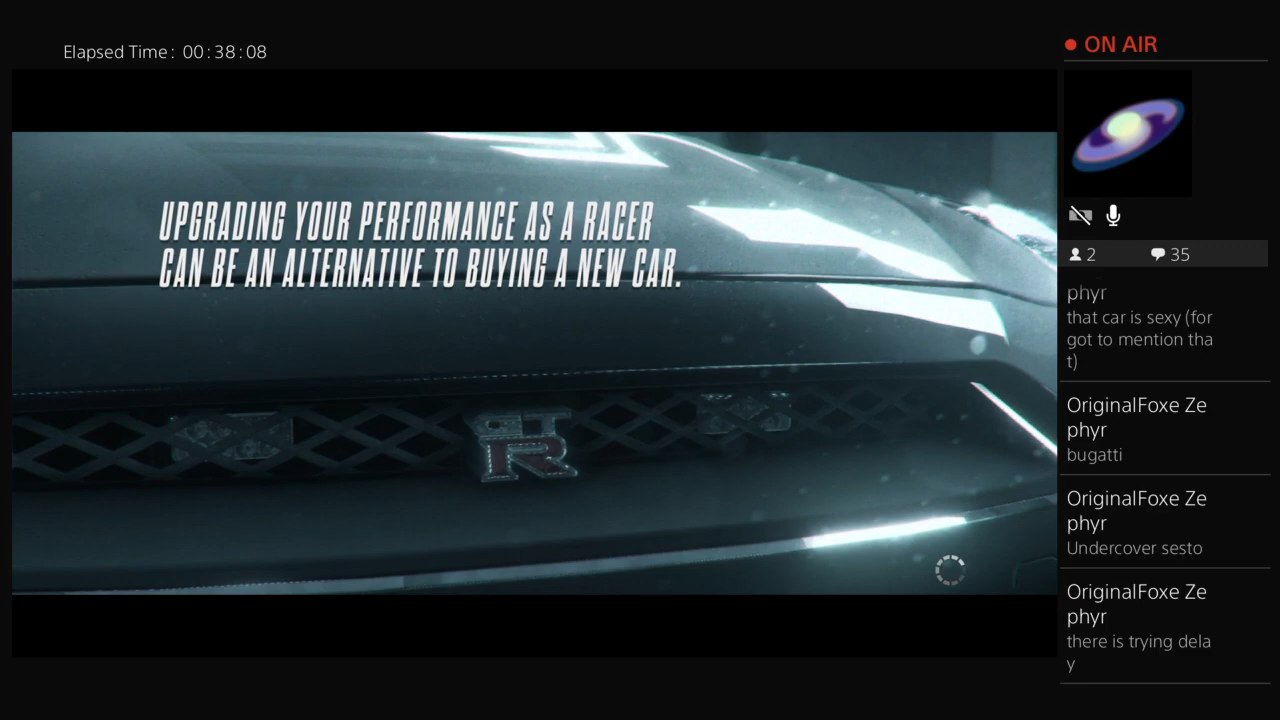 Elapsed Time: 00:38:08
ON AIR
UPGRADING YOUR PERFORMANCE AS A RACER
CAN BE AN ALTERNATIVE TO BUYING A NEW CAR.
GT
R
2
35
phyr
that car is sexy (for
got to mention tha
t)
OriginalFoxe Ze
phyr
bugatti
OriginalFoxe Ze
phyr
Undercover sesto
OriginalFoxe Ze
phyr
there is trying dela
y